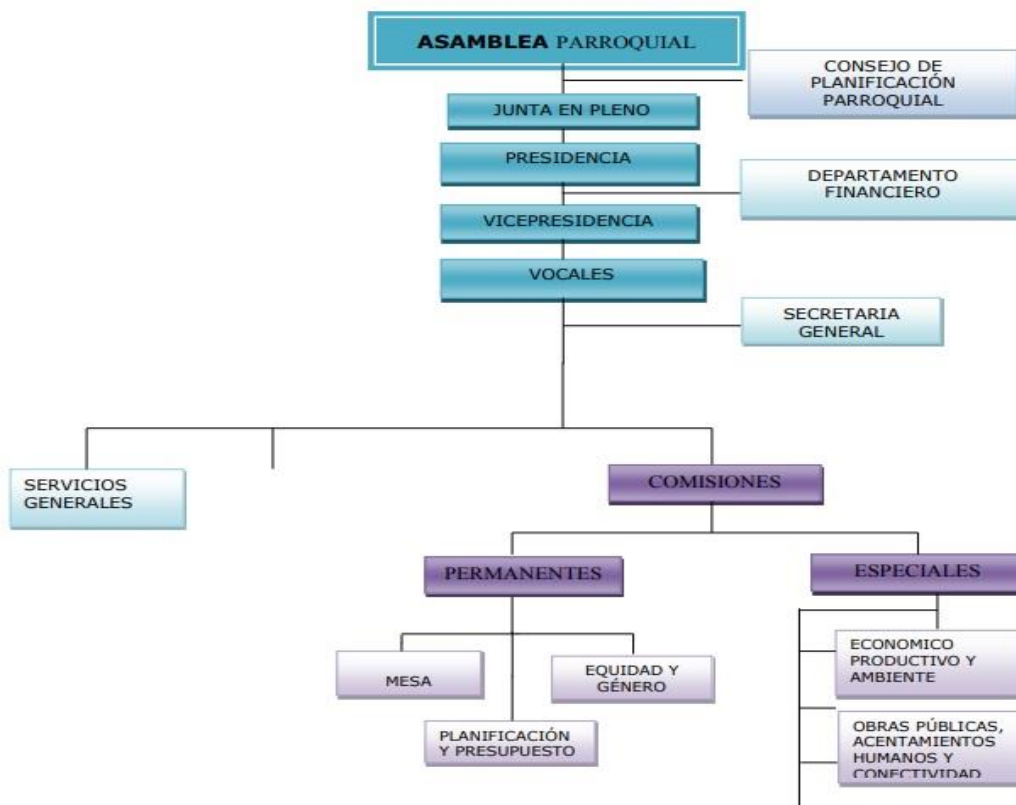 ASAMBLEA PARROQUIAL
CONSEJO DE
PLANIFICACIÓN
PARROQUIAL
JUNTA EN PLENO
PRESIDENCIA
DEPARTAMENTO
FINANCIERO
VICEPRESIDENCIA
VOCALES
SECRETARIA
GENERAL
SERVICIOS
GENERALES
COMISIONES
PERMANENTES
ESPECIALES
MESA
EQUIDAD Y
GÉNERO
PLANIFICACIÓN
Y PRESUPUESTO
ECONOMICO
PRODUCTIVO Y
AMBIENTE
OBRAS PÚBLICAS,
ACENTAMIENTOS
HUMANOS Y
CONECTIVIDAD